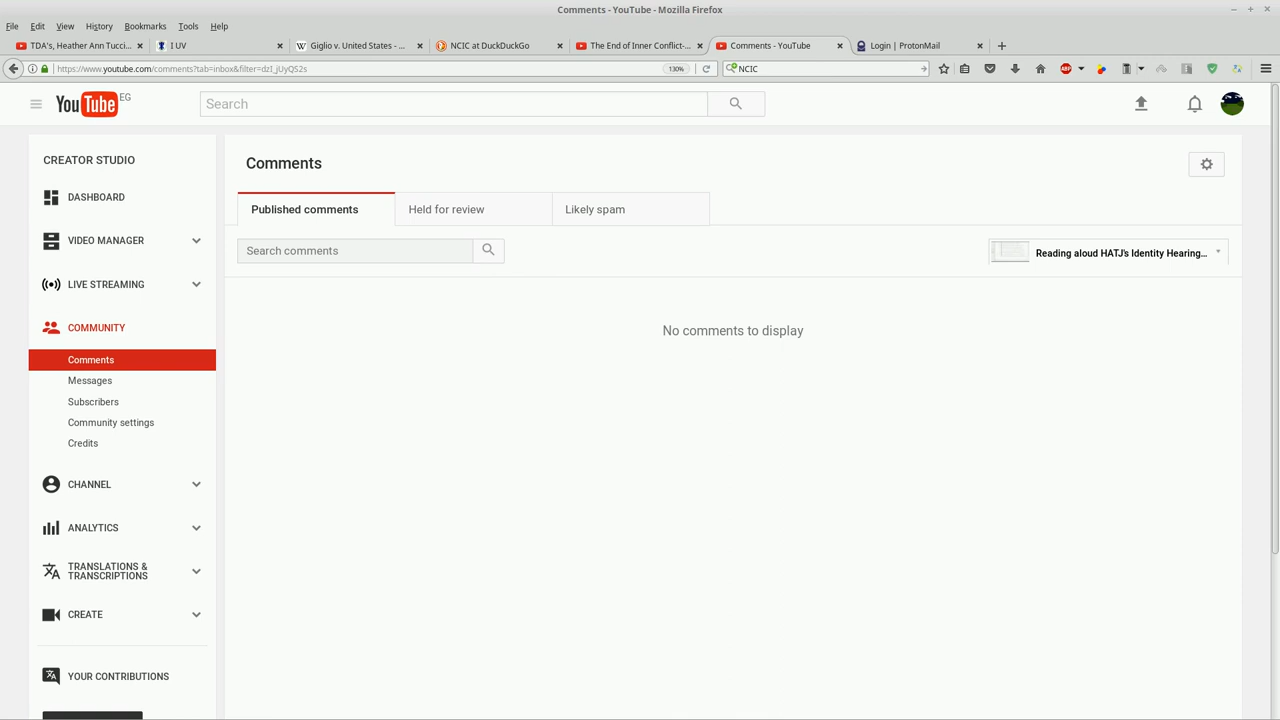 Comments - YouTube - Mozilla Firefox
File Edit View History Bookmarks Tools Help
TDA's, Heather Ann Tucci... I UV Giglio v. United States - ... NCIC at DuckDuckGo The End of Inner Conflict-... Comments - YouTube Login | ProtonMail
https://www.youtube.com/comments?tab=inbox&filter=dzI_jUyQS2s 130% NCIC
YouTube EG
Search
CREATOR STUDIO
DASHBOARD
VIDEO MANAGER
LIVE STREAMING
COMMUNITY
Comments
Messages
Subscribers
Community settings
Credits
CHANNEL
ANALYTICS
TRANSLATIONS &
TRANSCRIPTIONS
CREATE
YOUR CONTRIBUTIONS
Comments
Published comments Held for review Likely spam
Search comments Reading aloud HATJ's Identity Hearing...
No comments to display